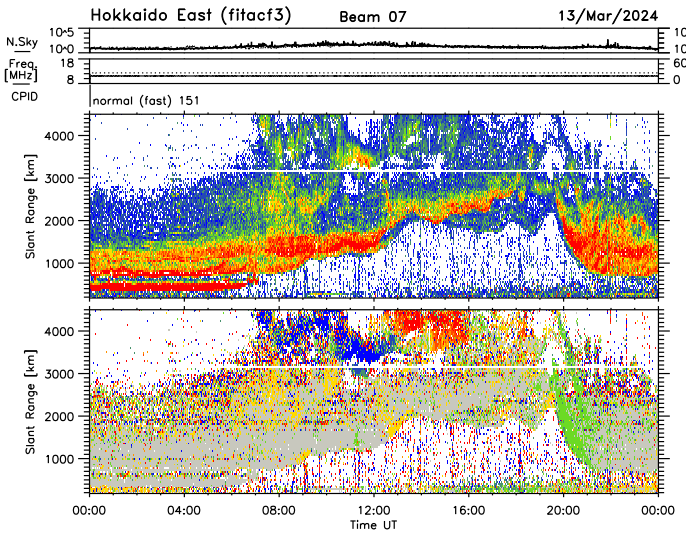 Hokkaido East (fitacf3) Beam 07 13/Mar/2024
N.Sky 10^5 10^0
Freq. [MHz] 18 8 60 0
CPID normal (fast) 151
Slant Range [km] 4000 3000 2000 1000
Slant Range [km] 4000 3000 2000 1000
00:00 04:00 08:00 12:00 16:00 20:00 00:00
Time UT